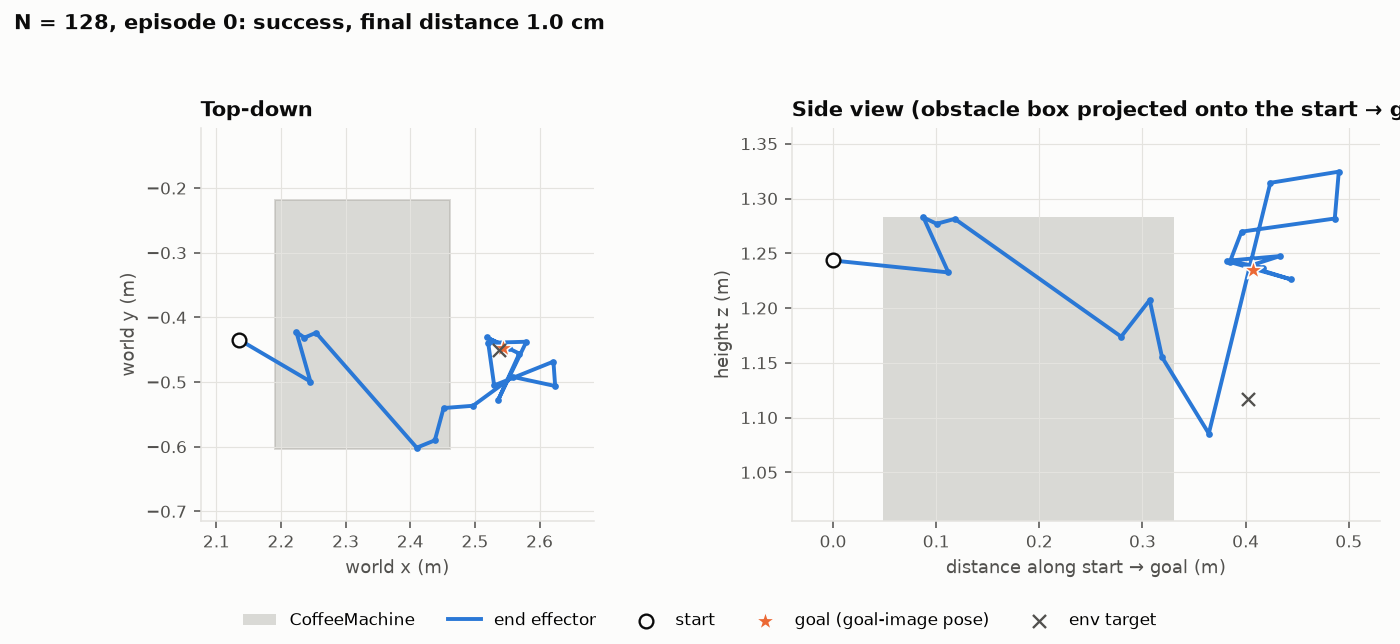 N = 128, episode 0: success, final distance 1.0 cm
Top-down
−0.2
−0.3
−0.4
−0.5
−0.6
−0.7
world y (m)
2.1 2.2 2.3 2.4 2.5 2.6
world x (m)
Side view (obstacle box projected onto the start → g
1.35
1.30
1.25
1.20
1.15
1.10
1.05
height z (m)
0.0 0.1 0.2 0.3 0.4 0.5
distance along start → goal (m)
CoffeeMachine end effector start goal (goal-image pose) env target